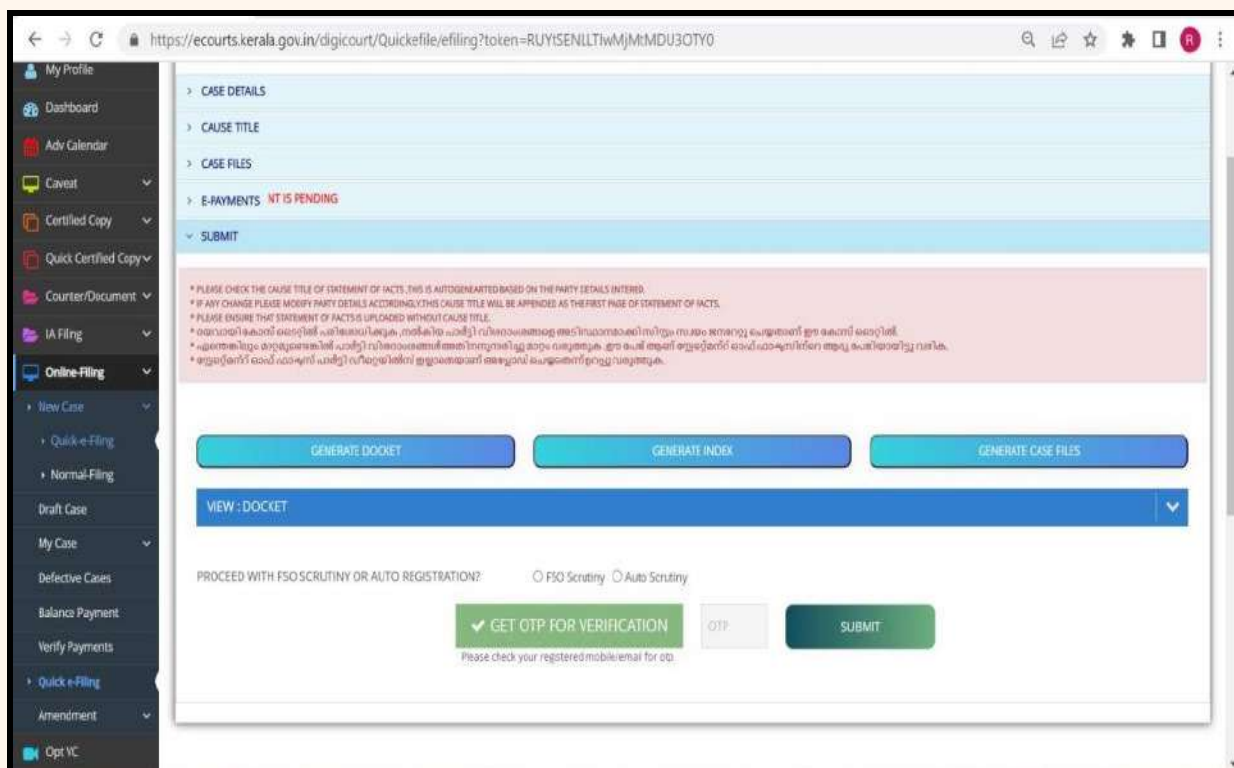 https://ecourts.kerala.gov.in/digicourt/Quickefile/efiling?token=
R
My Profile
Dashboard
Adv Calendar
Caveat
Certified Copy
Quick Certified Copy
Counter/Document
IA Filing
Online-Filing
New Case
Quick-e-Filing
Normal-Filing
Draft Case
My Case
Defective Cases
Balance Payment
Verify Payments
Quick e-Filing
Amendment
Opt VC
CASE DETAILS
CAUSE TITLE
CASE FILES
E-PAYMENTS NT IS PENDING
SUBMIT
* PLEASE CHECK THE CAUSE TITLE OF STATEMENT OF FACTS ,THIS IS AUTOGENEARTED BASED ON THE PARTY DETAILS ENTERED.
* IF ANY CHANGE PLEASE MODIFY PARTY DETAILS ACCORDINGLY.THIS CAUSE TITLE WILL BE APPENDED AS THE FIRST PAGE OF STATEMENT OF FACTS.
* PLEASE ENSURE THAT STATEMENT OF FACTS IS UPLOADED WITHOUT CAUSE TITLE.
GENERATE DOCKET
GENERATE INDEX
GENERATE CASE FILES
VIEW : DOCKET
PROCEED WITH FSO SCRUTINY OR AUTO REGISTRATION? FSO Scrutiny Auto Scrutiny
GET OTP FOR VERIFICATION
OTP
SUBMIT
Please check your registered mobile/email for otp